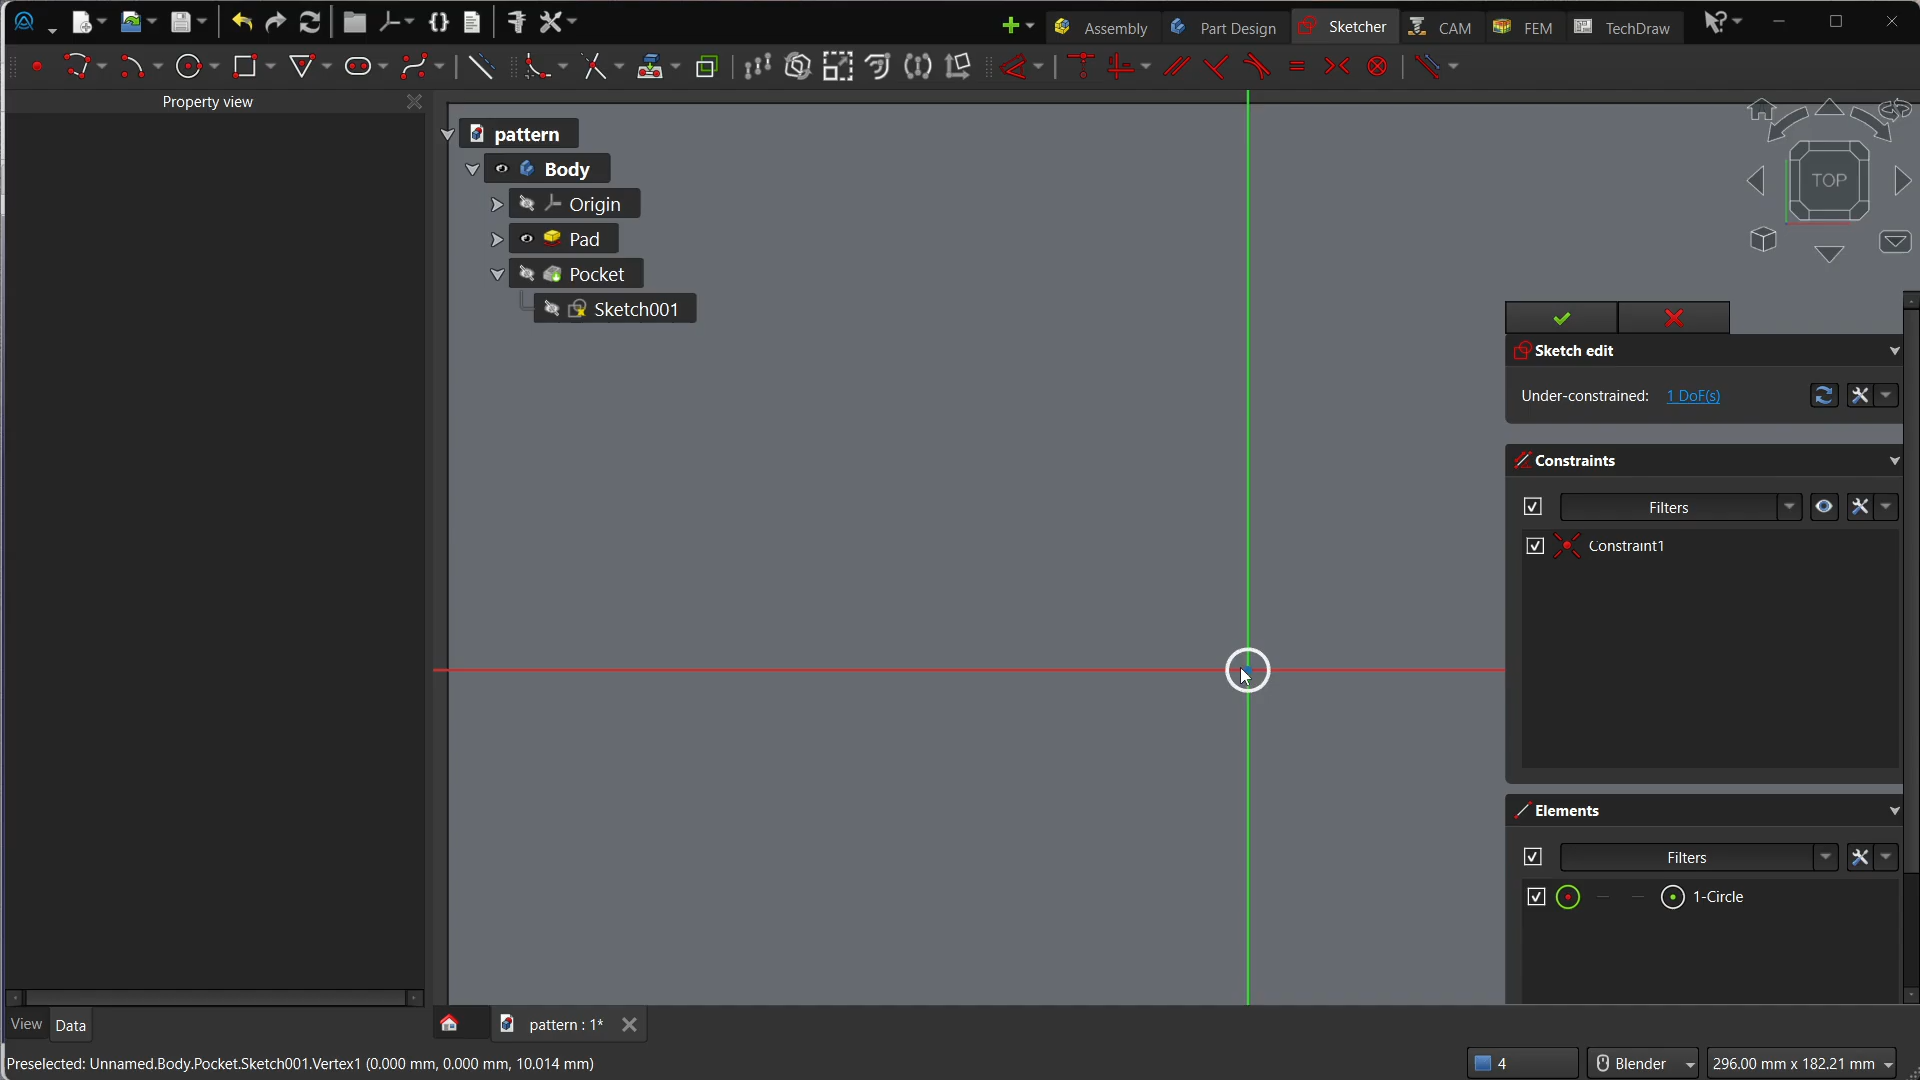 Assembly
Part Design
Sketcher
CAM
FEM
TechDraw
Property view
pattern
Body
Origin
Pad
Pocket
Sketch001
TOP
Sketch edit
Under-constrained: 1 DoF(s)
Constraints
Filters
Constraint1
Elements
Filters
1-Circle
View
Data
pattern : 1*
Preselected: Unnamed.Body.Pocket.Sketch001.Vertex1 (0.000 mm, 0.000 mm, 10.014 mm)
4
Blender
296.00 mm x 182.21 mm